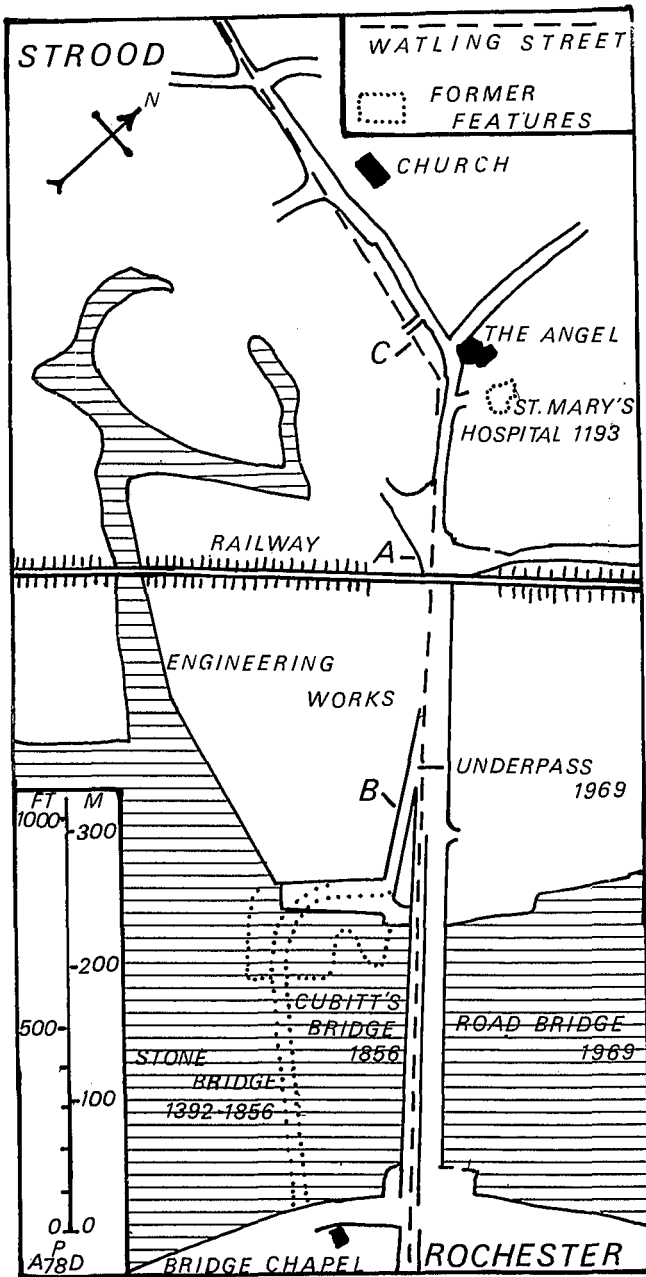 STROOD
WATLING STREET
FORMER
FEATURES
N
CHURCH
C
THE ANGEL
ST. MARY'S
HOSPITAL 1193
RAILWAY
A
ENGINEERING
WORKS
UNDERPASS
1969
B
FT M
1000 300
200
500
100
0 0
CUBITT'S
BRIDGE
1856
ROAD BRIDGE
1969
STONE
BRIDGE
1392-1856
P
A78D
BRIDGE CHAPEL
ROCHESTER